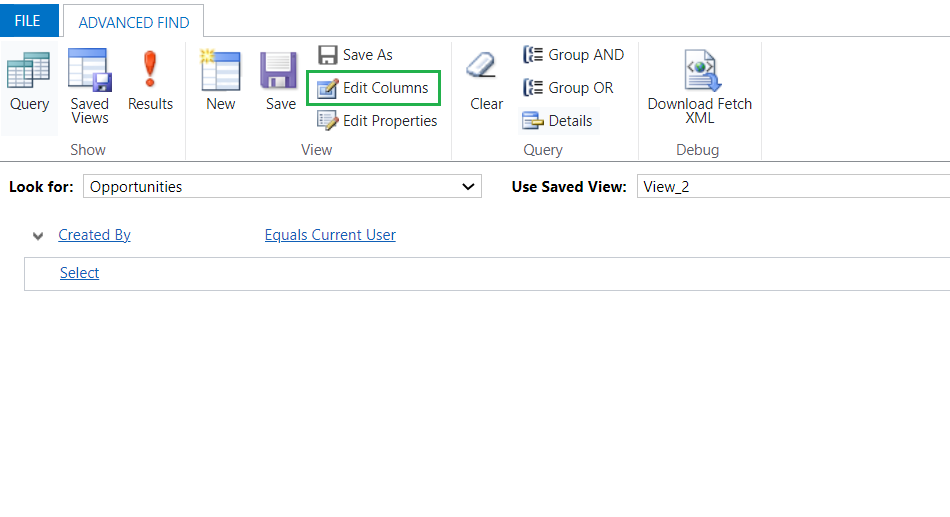 FILE
ADVANCED FIND
Query
Saved
Views
Results
Show
New
Save
Save As
Edit Columns
Edit Properties
View
Clear
Group AND
Group OR
Details
Query
Download Fetch
XML
Debug
Look for: Opportunities Use Saved View: View_2
Created By Equals Current User
Select